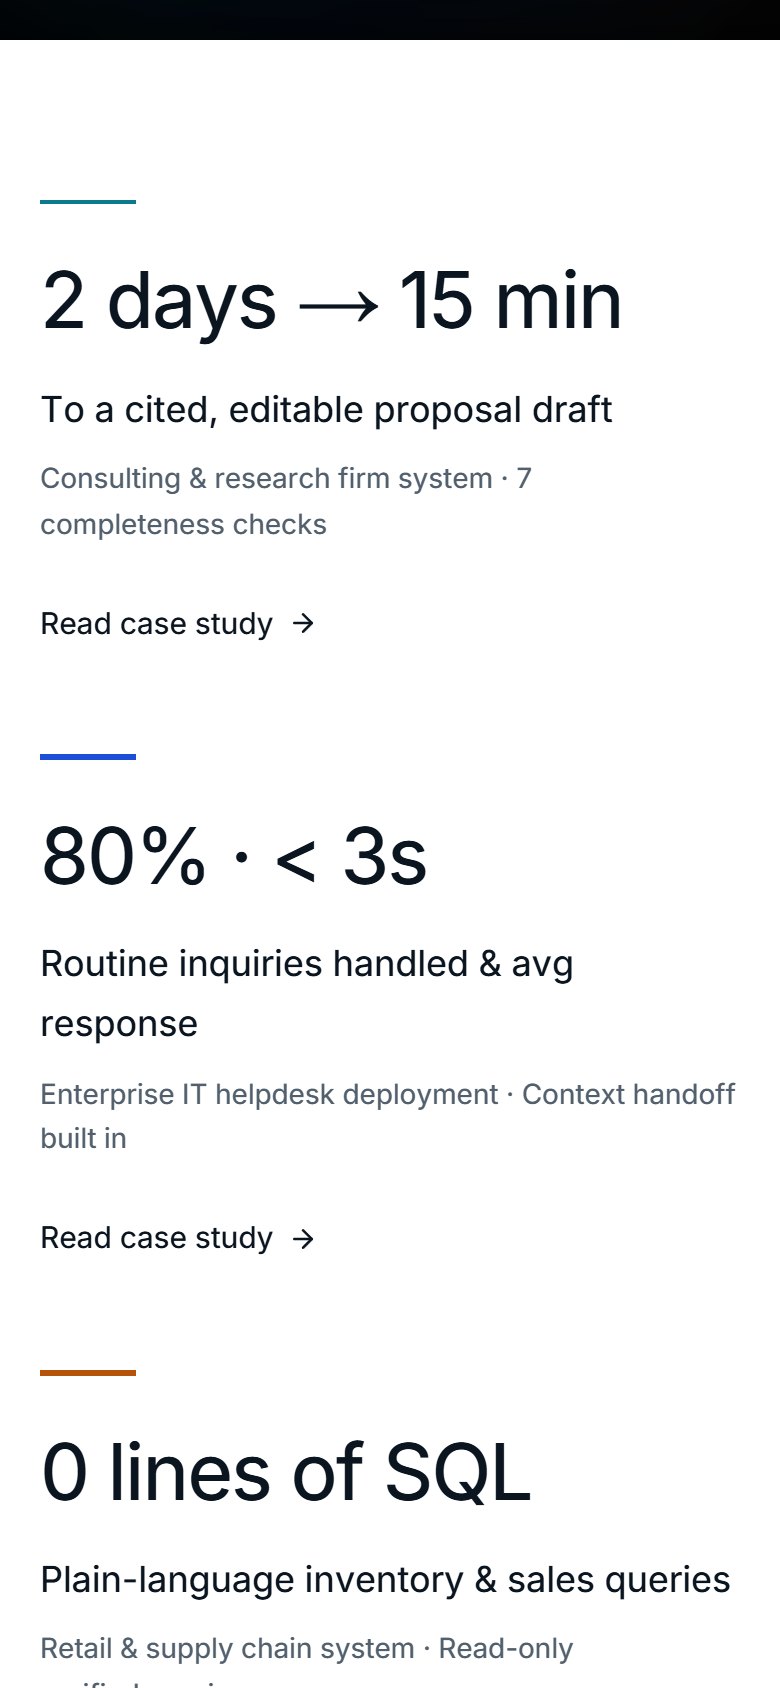 2 days → 15 min
To a cited, editable proposal draft
Consulting & research firm system · 7
completeness checks
Read case study →
80% · < 3s
Routine inquiries handled & avg
response
Enterprise IT helpdesk deployment · Context handoff
built in
Read case study →
0 lines of SQL
Plain-language inventory & sales queries
Retail & supply chain system · Read-only